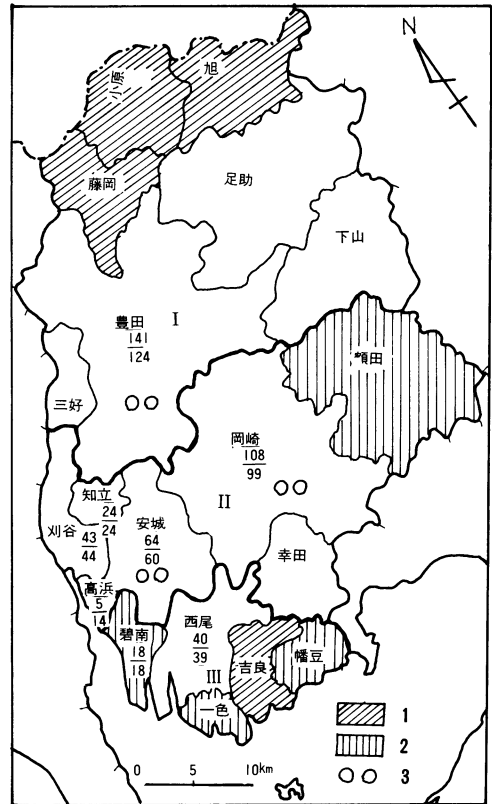 N
旭
小原
藤岡
足助
下山
豊田
I
141
124
額田
三好
岡崎
108
99
知立
24
24
II
刈谷
43
44
安城
64
60
幸田
高浜
5
14
西尾
40
39
碧南
18
18
III
吉良
幡豆
一色
1
2
3
0 5 10km